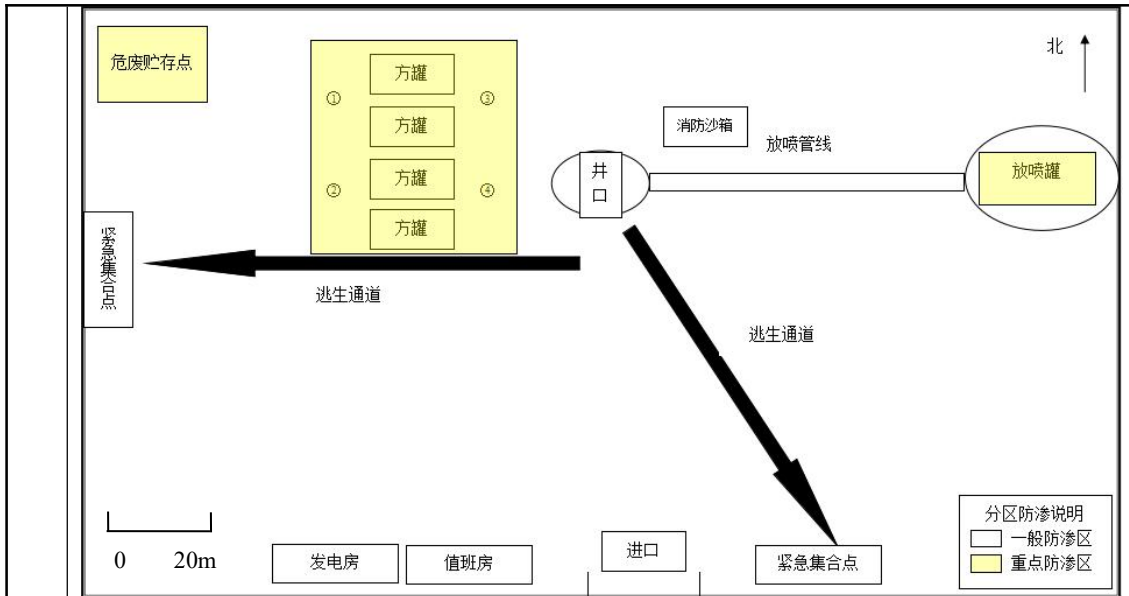 北
危废贮存点
方罐
①
③
方罐
消防沙箱
放喷管线
井口
放喷罐
方罐
②
④
方罐
紧急集合点
逃生通道
逃生通道
分区防渗说明
一般防渗区
重点防渗区
0 20m
发电房
值班房
进口
紧急集合点